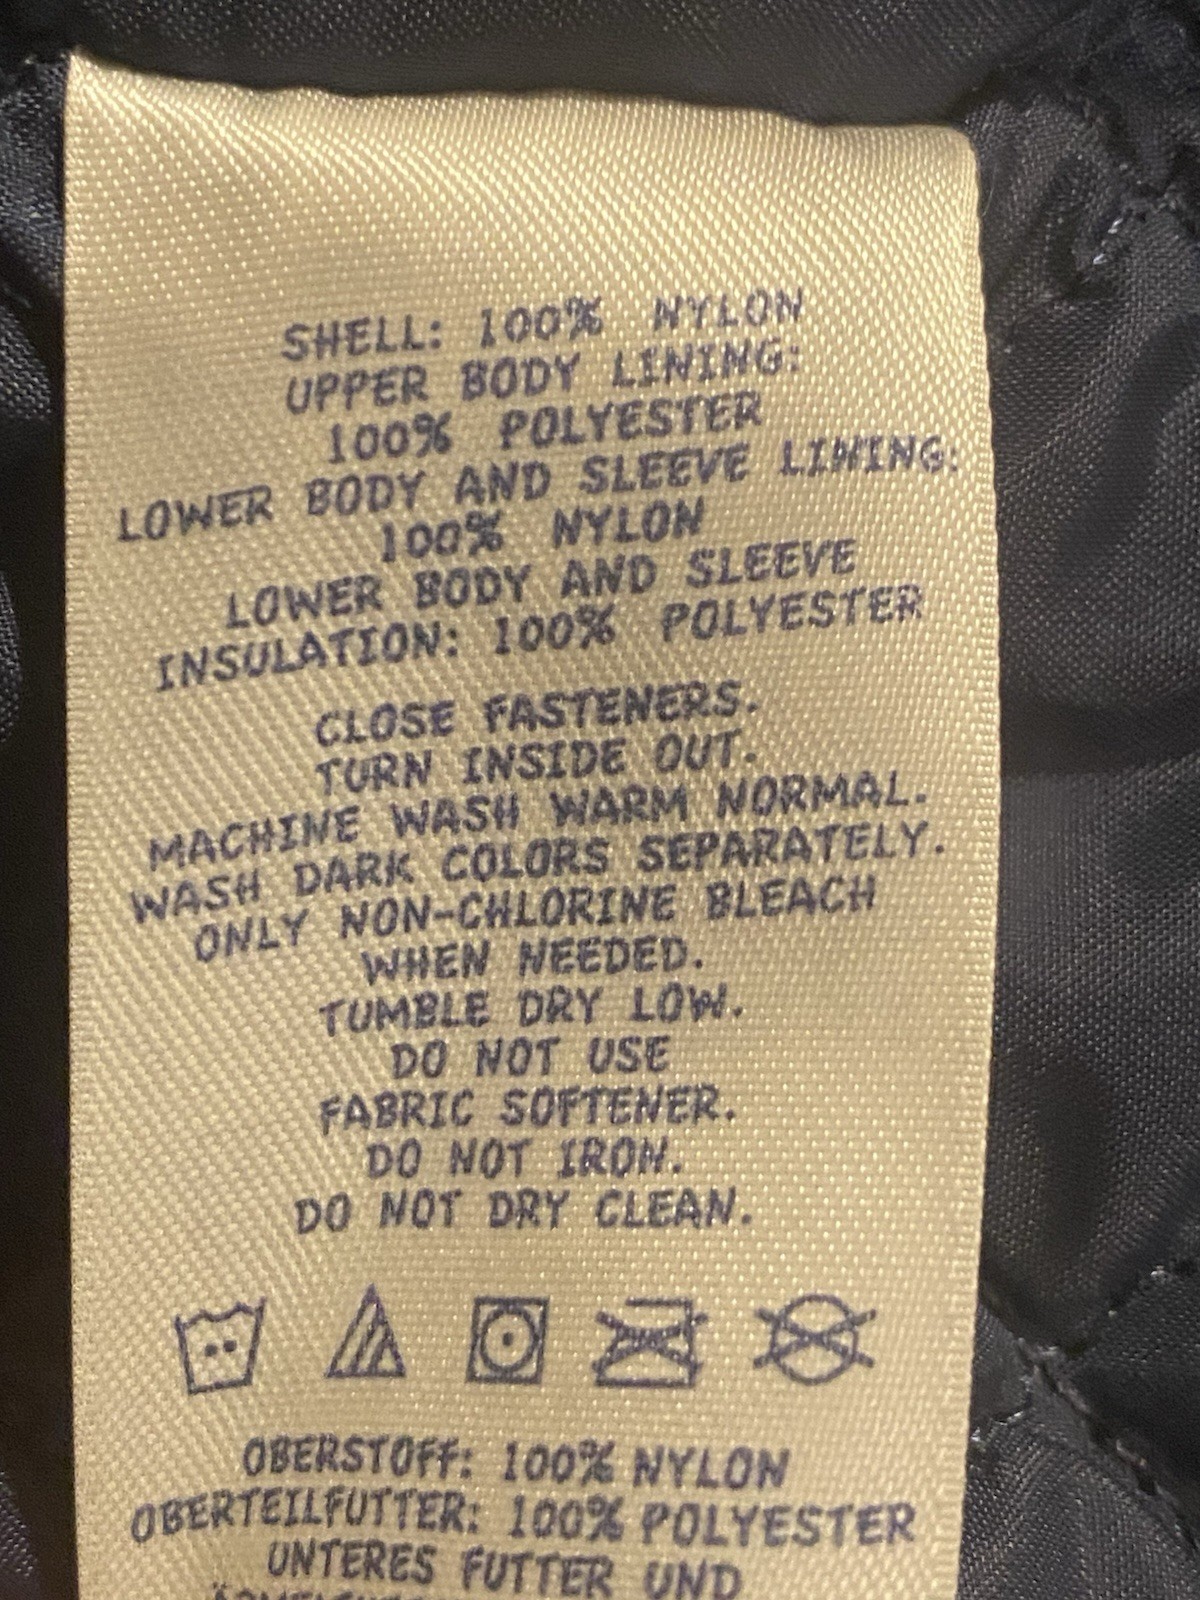 SHELL: 100% NYLON
UPPER BODY LINING:
100% POLYESTER
LOWER BODY AND SLEEVE LINING:
100% NYLON
LOWER BODY AND SLEEVE
INSULATION: 100% POLYESTER
CLOSE FASTENERS.
TURN INSIDE OUT.
MACHINE WASH WARM NORMAL.
WASH DARK COLORS SEPARATELY.
ONLY NON-CHLORINE BLEACH
WHEN NEEDED.
TUMBLE DRY LOW.
DO NOT USE
FABRIC SOFTENER.
DO NOT IRON.
DO NOT DRY CLEAN.
OBERSTOFF: 100% NYLON
OBERTEILFUTTER: 100% POLYESTER
UNTERES FUTTER UND